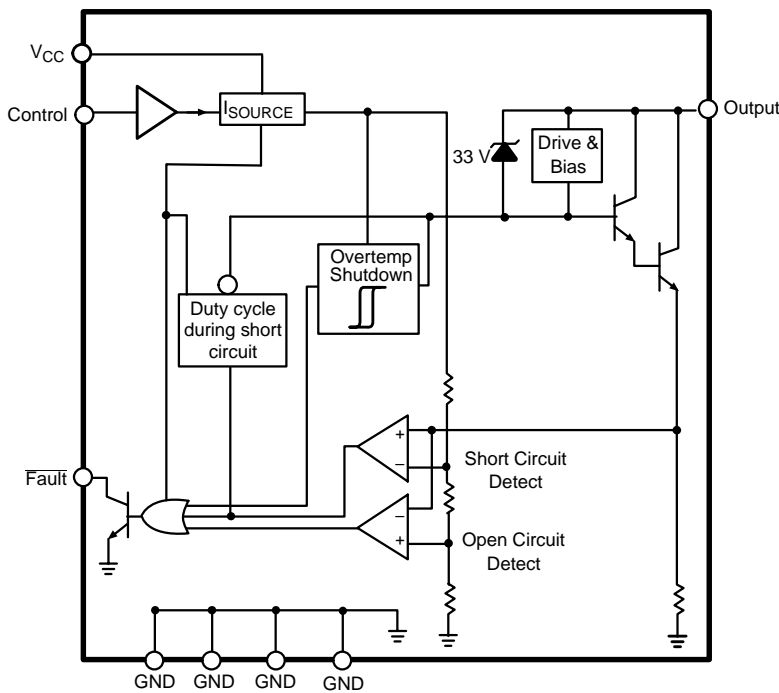 VCC
Control
ISOURCE
Output
33 V
Drive &
Bias
Overtemp
Shutdown
Duty cycle
during short
circuit
+
−
Short Circuit
Detect
Fault
−
+
Open Circuit
Detect
GND
GND
GND
GND